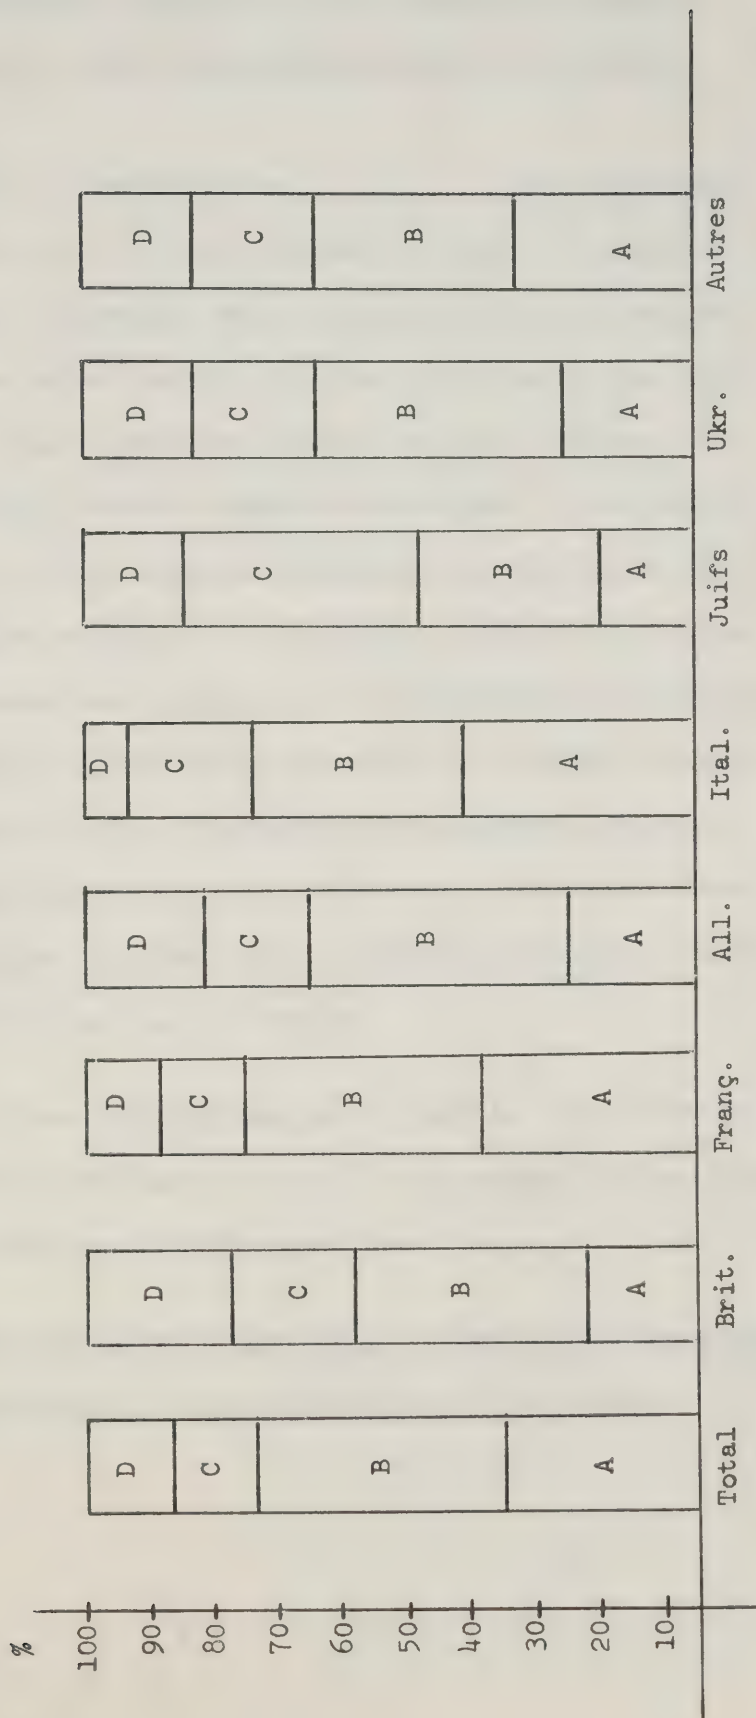 %
100
90
80
70
60
50
40
30
20
10
D D D D D D D D
C C C C C C C C
B B B B B B B B
A A A A A A A A
Total Brit. Franç. All. Ital. Juifs Ukr. Autres